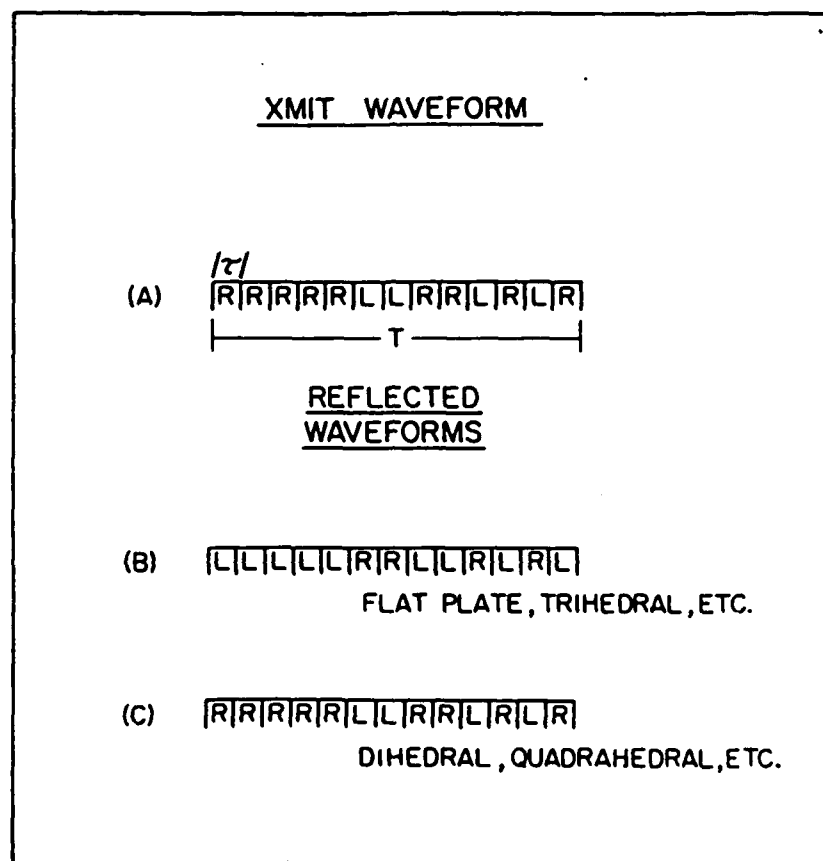 XMIT WAVEFORM
/τ/
(A) |R|R|R|R|R|L|L|R|R|L|R|L|R|
T
REFLECTED
WAVEFORMS
(B) |L|L|L|L|L|R|R|L|L|R|L|R|L|
FLAT PLATE, TRIHEDRAL, ETC.
(C) |R|R|R|R|R|L|L|R|R|L|R|L|R|
DIHEDRAL, QUADRAHEDRAL, ETC.